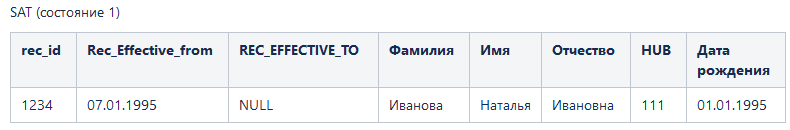 SAT (состояние 1)
rec_id Rec_Effective_from REC_EFFECTIVE_TO Фамилия Имя Отчество HUB Дата рождения
1234 07.01.1995 NULL Иванова Наталья Ивановна 111 01.01.1995